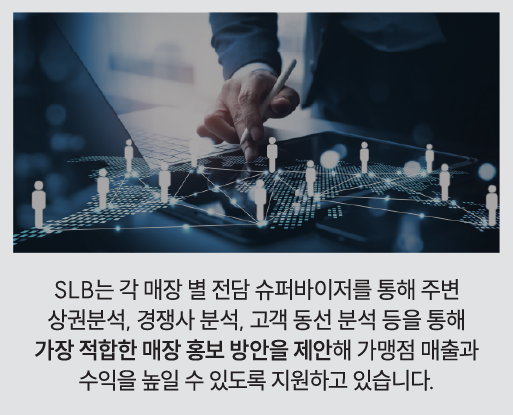 SLB는 각 매장 별 전담 슈퍼바이저를 통해 주변
상권분석, 경쟁사 분석, 고객 동선 분석 등을 통해
가장 적합한 매장 홍보 방안을 제안해 가맹점 매출과
수익을 높일 수 있도록 지원하고 있습니다.